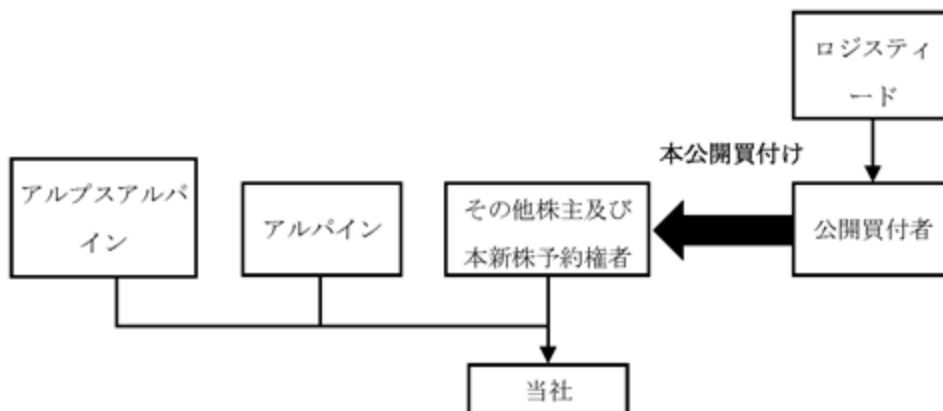 ロジスティ
ード
本公開買付け
アルプスアルパ
イン
アルパイン
その他株主及び
本新株予約権者
公開買付者
当社